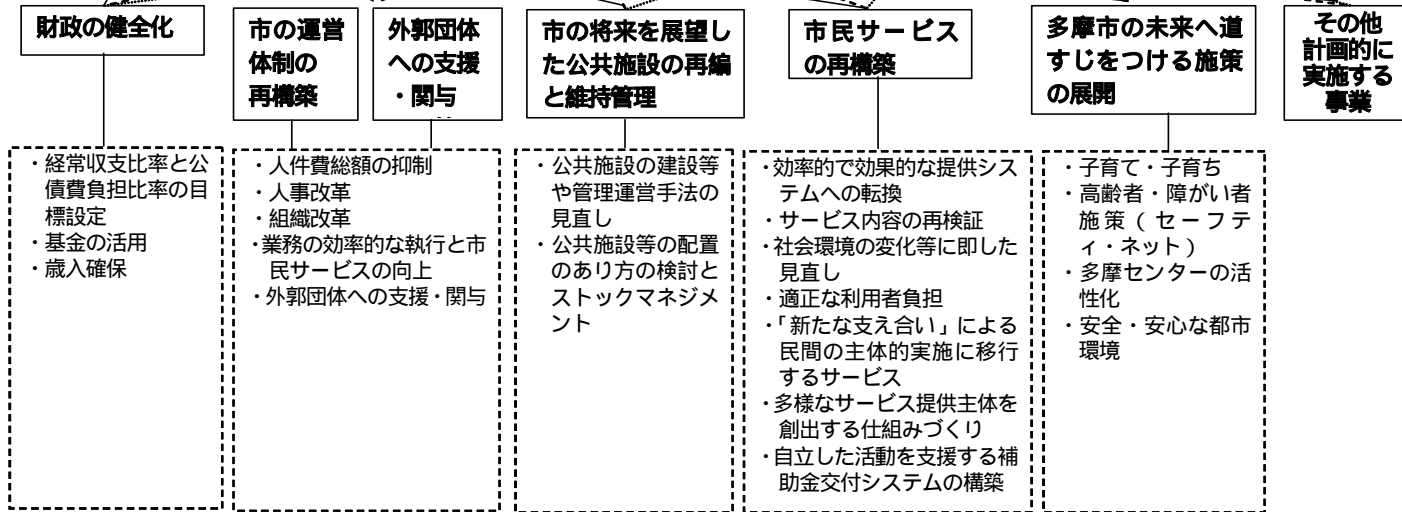 財政の健全化
市の運営
体制の
再構築
外郭団体
への支援
・関与
市の将来を展望し
た公共施設の再編
と維持管理
市民サービス
の再構築
多摩市の未来へ道
すじをつける施策
の展開
その他
計画的に
実施する
事業
・経常収支比率と公
債費負担比率の目
標設定
・基金の活用
・歳入確保
・人件費総額の抑制
・人事改革
・組織改革
・業務の効率的な執行と市
民サービスの向上
・外郭団体への支援・関与
・公共施設の建設等
や管理運営手法の
見直し
・公共施設等の配置
のあり方の検討と
ストックマネジメ
ント
・効率的で効果的な提供シス
テムへの転換
・サービス内容の再検証
・社会環境の変化等に即した
見直し
・適正な利用者負担
・「新たな支え合い」による
民間の主体的実施に移行
するサービス
・多様なサービス提供主体を
創出する仕組みづくり
・自立した活動を支援する補
助金交付システムの構築
・子育て・子育ち
・高齢者・障がい者
施策（セーフテ
ィ・ネット）
・多摩センターの活
性化
・安全・安心な都市
環境